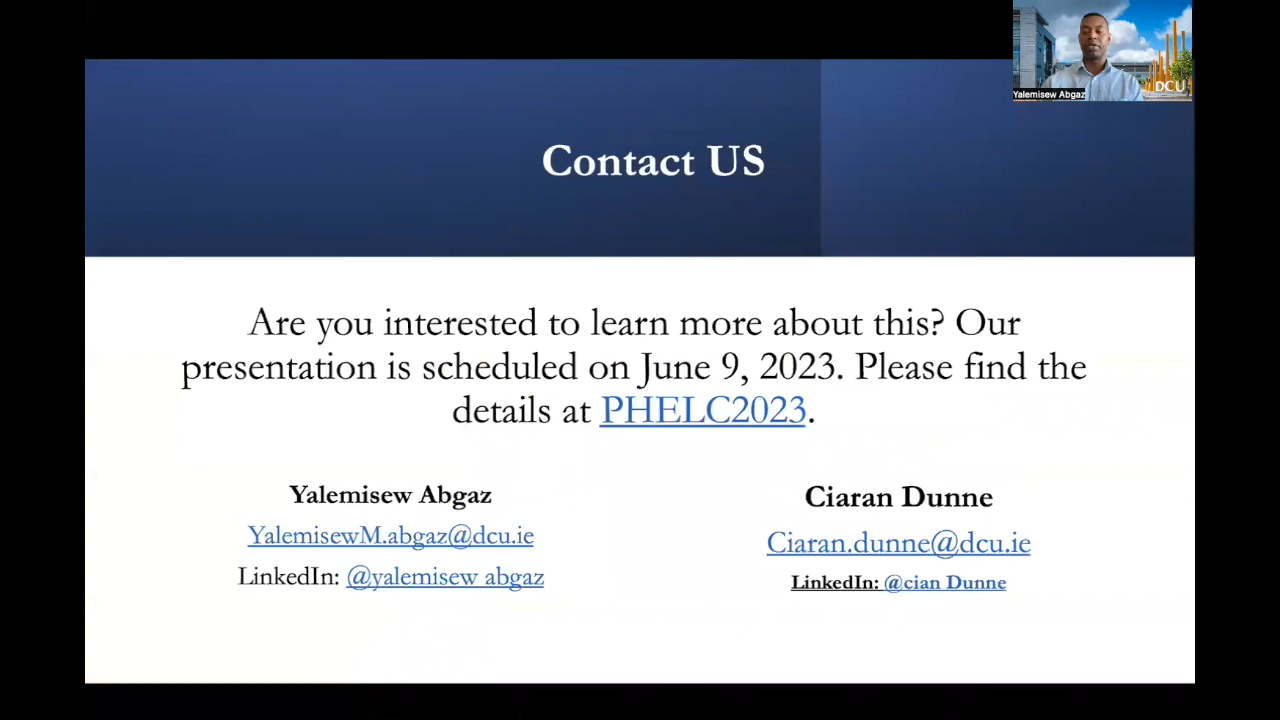 Yalemisew Abgaz
DCU
Contact US
Are you interested to learn more about this? Our
presentation is scheduled on June 9, 2023. Please find the
details at PHELC2023.
Yalemisew Abgaz
YalemisewM.abgaz@dcu.ie
LinkedIn: @yalemisew abgaz
Ciaran Dunne
Ciaran.dunne@dcu.ie
LinkedIn: @cian Dunne